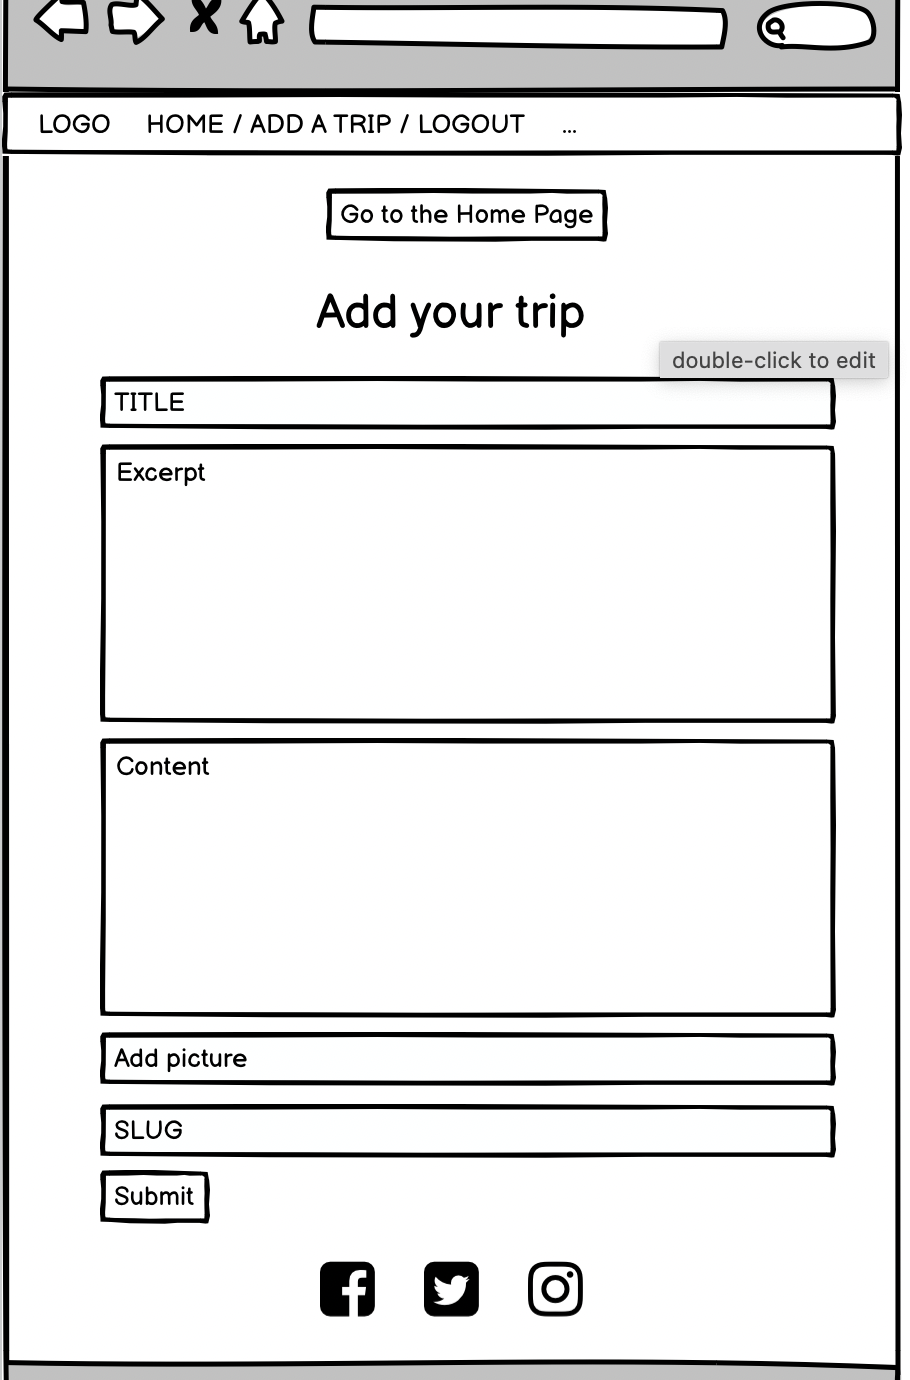 LOGO HOME / ADD A TRIP / LOGOUT ...
Go to the Home Page
Add your trip
double-click to edit
TITLE
Excerpt
Content
Add picture
SLUG
Submit